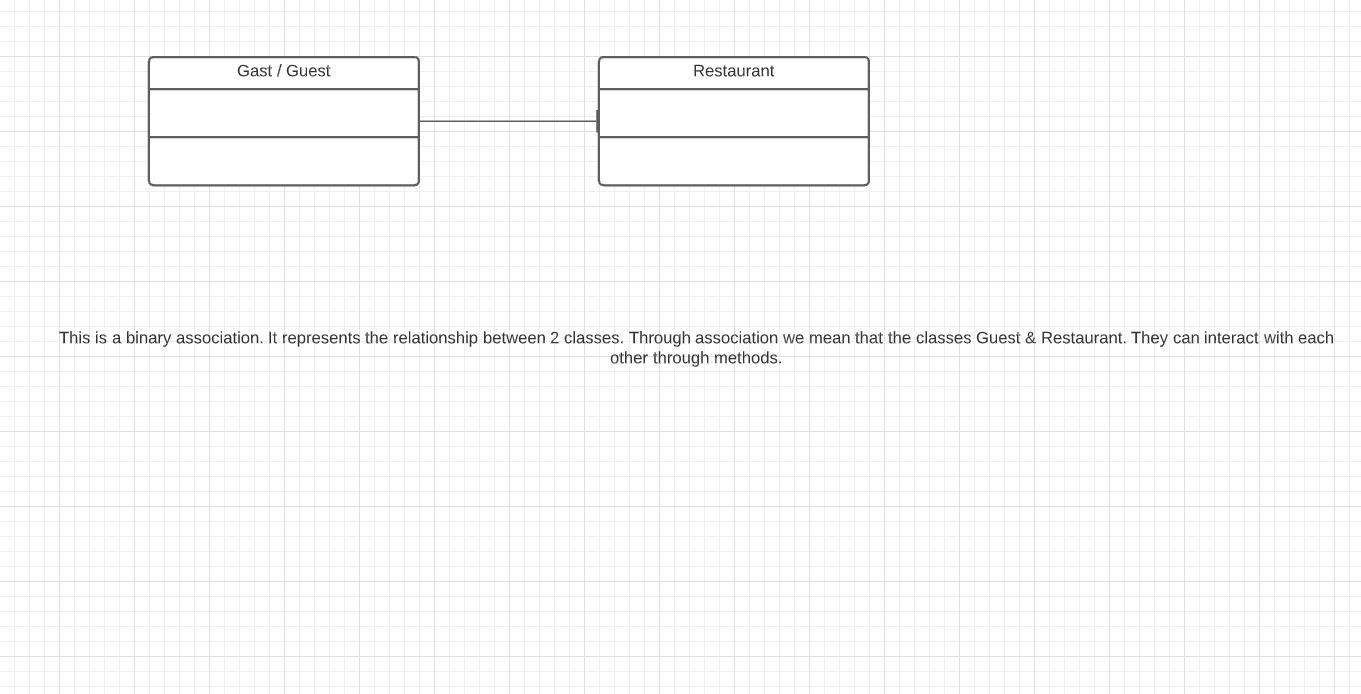 Gast / Guest
Restaurant
This is a binary association. It represents the relationship between 2 classes. Through association we mean that the classes Guest & Restaurant. They can interact with each
other through methods.